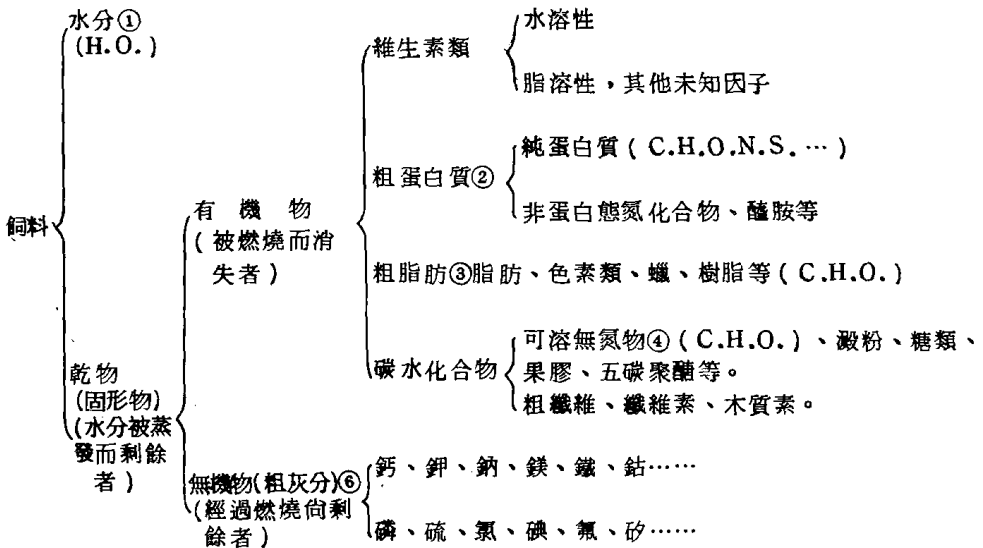 水分①
(H.O.)
維生素類
水溶性
脂溶性,其他未知因子
粗蛋白質②
純蛋白質(C.H.O.N.S.…)
非蛋白態氮化合物、醯胺等
飼料
有機物
(被燃燒而消
失者)
粗脂肪③脂肪、色素類、蠟、樹脂等(C.H.O.)
碳水化合物
可溶無氮物④(C.H.O.)、澱粉、糖類、
果膠、五碳聚醣等。
粗纖維、纖維素、木質素。
乾物
(固形物)
(水分被蒸
發而剩餘
者)
無機物(粗灰分)⑥
(經過燃燒尙剩
餘者)
鈣、鉀、鈉、鎂、鐵、鈷……
磷、硫、氯、碘、氟、矽……